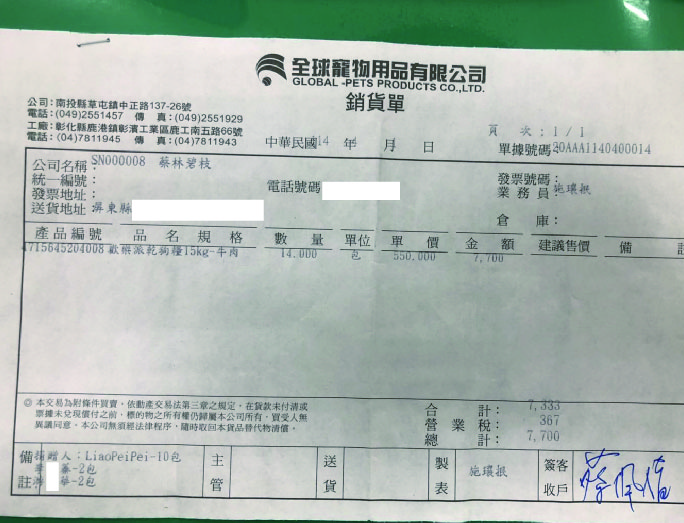 全球寵物用品有限公司
GLOBAL-PETS PRODUCTS CO.,LTD.
銷貨單
公司:南投縣草屯鎮中正路137-26號
電話:(049)2551457 傳 真:(049)2551929
工廠:彰化縣鹿港鎮彰濱工業區鹿工南五路66號
電話:(04)7811945 傳 真:(04)7811943
中華民國 14 年 月 日
頁 次:1/1
單據號碼:20AAA1140400014
公司名稱:SN000008 蔡林碧枝
統一編號:
電話號碼
發票號碼:
發票地址:
業務員:施瓖抿
送貨地址:屏東縣
倉 庫:
產品編號 品名規格 數量 單位 單價 金額 建議售價 備 註
4715645204008 歐樂派乾狗糧15kg-牛肉 14.000 包 550.000 7,700
◎本交易為附條件買賣。依動產交易法第三章之規定,在貨款未付清或
票據未兌現償付之前,標的物之所有權仍歸屬本公司所有,買受人無
異議同意。本公司無須經法律程序,隨時取回本貨品替代物清償。
合 計: 7,333
營 業 稅: 367
總 計: 7,700
備註 捐贈人:LiaoPeiPei-10包
華-2包
華-2包
主管
送貨
製表 施瓖抿
簽客收戶